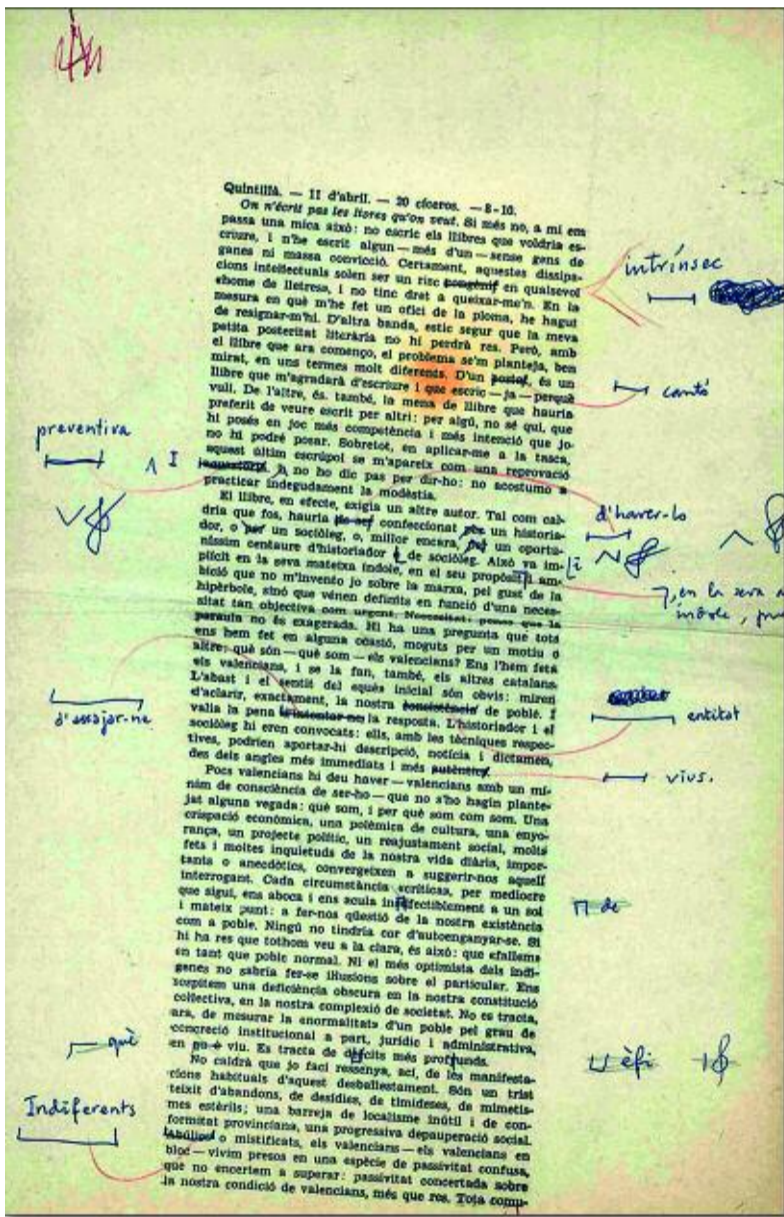 Quintillà. — 11 d'abril. — 20 cíceros. — 8-10.
On n'écrit pas les livres qu'on veut. Si més no, a mi em
passa una mica això: no escric els llibres que voldria es-
criure, i n'he escrit algun — més d'un — sense gens de
ganes ni massa convicció. Certament, aquestes dissipa-
cions intellectuals solen ser un risc congènit en qualsevol
«home de lletres», i no tinc dret a queixar-me'n. En la
mesura en què m'he fet un ofici de la ploma, he hagut
de resignar-m'hi. D'altra banda, estic segur que la meva
petita posteritat literària no hi perdrà res. Però, amb
el llibre que ara començo, el problema se'm planteja, ben
mirat, en uns termes molt diferents. D'un és un
llibre que m'agradarà d'escriure i que escric — ja — perquè
vull. De l'altre, és, també, la mena de llibre que hauria
preferit de veure escrit per altri: per algú, no sé qui, que
hi posés en joc més competència i més intenció que jo
no hi podré posar. Sobretot, en aplicar-me a la tasca,
aquest últim escrúpol se m'apareix com una reprovació
no ho dic pas per dir-ho: no acostumo a
practicar indegudament la modèstia.
El llibre, en efecte, exigia un altre autor. Tal com cal-
dria que fos, hauria confeccionat un historia-
dor, o per un sociòleg, o, millor encara, un oportu-
níssim centaure d'historiador de sociòleg. Això va im-
plícit en la seva mateixa índole, en el seu propòsit i am-
bició que no m'invento jo sobre la marxa, pel gust de la
hipèrbole, sinó que vénen definits en funció d'una neces-
sitat tan objectiva com urgent. Necessitat: penso que la
paraula no és exagerada. Hi ha una pregunta que tots
ens hem fet en alguna ocasió, moguts per un motiu o
altre: què són — què som — els valencians? Ens l'hem feta
els valencians, i se la fan, també, els altres catalans.
L'abast i el sentit del «què» inicial són obvis: miren
d'aclarir, exactament, la nostra consistència de poble. I
valia la pena la resposta. L'historiador i el
sociòleg hi eren convocats: ells, amb les tècniques respec-
tives, podrien aportar-hi descripció, notícia i dictamen,
des dels angles més immediats i més autèntics.
Pocs valencians hi deu haver — valencians amb un mí-
nim de consciència de ser-ho — que no s'ho hagin plante-
jat alguna vegada: què som, i per què som com som. Una
crispació econòmica, una polèmica de cultura, una enyo-
rança, un projecte polític, un reajustament social, molts
fets i moltes inquietuds de la nostra vida diària, impor-
tants o anecdòtics, convergeixen a suggerir-nos aquell
interrogant. Cada circumstància «crítica», per mediocre
que sigui, ens aboca i ens acula indefectiblement a un sol
i mateix punt: a fer-nos qüestió de la nostra existència
com a poble. Ningú no tindria cor d'autoenganyar-se. Si
hi ha res que tothom veu a la clara, és això: que «fallem»
en tant que poble normal. Ni el més optimista dels indí-
genes no sabria fer-se illusions sobre el particular. Ens
sospitem una deficiència obscura en la nostra constitució
collectiva, en la nostra complexió de societat. No es tracta,
ara, de mesurar la «normalitat» d'un poble pel grau de
concreció institucional a part, jurídic i administrativa,
en viu. Es tracta de dèficits més profunds.
No caldrà que jo faci ressenya, ací, de les manifesta-
cions habituals d'aquest desballestament. Són un trist
teixit d'abandons, de desídies, de timideses, de mimetis-
mes estèrils; una barreja de localisme inútil i de con-
formitat provinciana, una progressiva depauperació social.
Abúlics o mistificats, els valencians — els valencians en
bloc — vivim presos en una espècie de passivitat confusa,
que no encertem a superar: passivitat concertada sobre
la nostra condició de valencians, més que res. Tota comu-
intrínsec
cantó
preventiva
I
d'haver-lo
, en la seva
índole,
d'assajar-ne
entitat
vius.
de
què
èfi
Indiferents